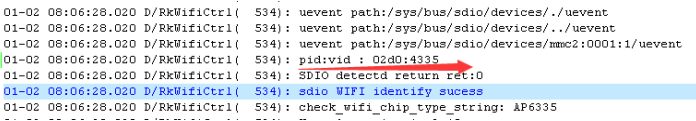 01-02 08:06:28.020 D/RkWifiCtrl( 534): uevent path:/sys/bus/sdio/devices/./uevent
01-02 08:06:28.020 D/RkWifiCtrl( 534): uevent path:/sys/bus/sdio/devices/../uevent
01-02 08:06:28.020 D/RkWifiCtrl( 534): uevent path:/sys/bus/sdio/devices/mmc2:0001:1/uevent
01-02 08:06:28.020 D/RkWifiCtrl( 534): pid:vid : 02d0:4335
01-02 08:06:28.020 D/RkWifiCtrl( 534): SDIO detectd return ret:0
01-02 08:06:28.020 D/RkWifiCtrl( 534): sdio WIFI identify sucess
01-02 08:06:28.020 D/RkWifiCtrl( 534): check_wifi_chip_type_string: AP6335